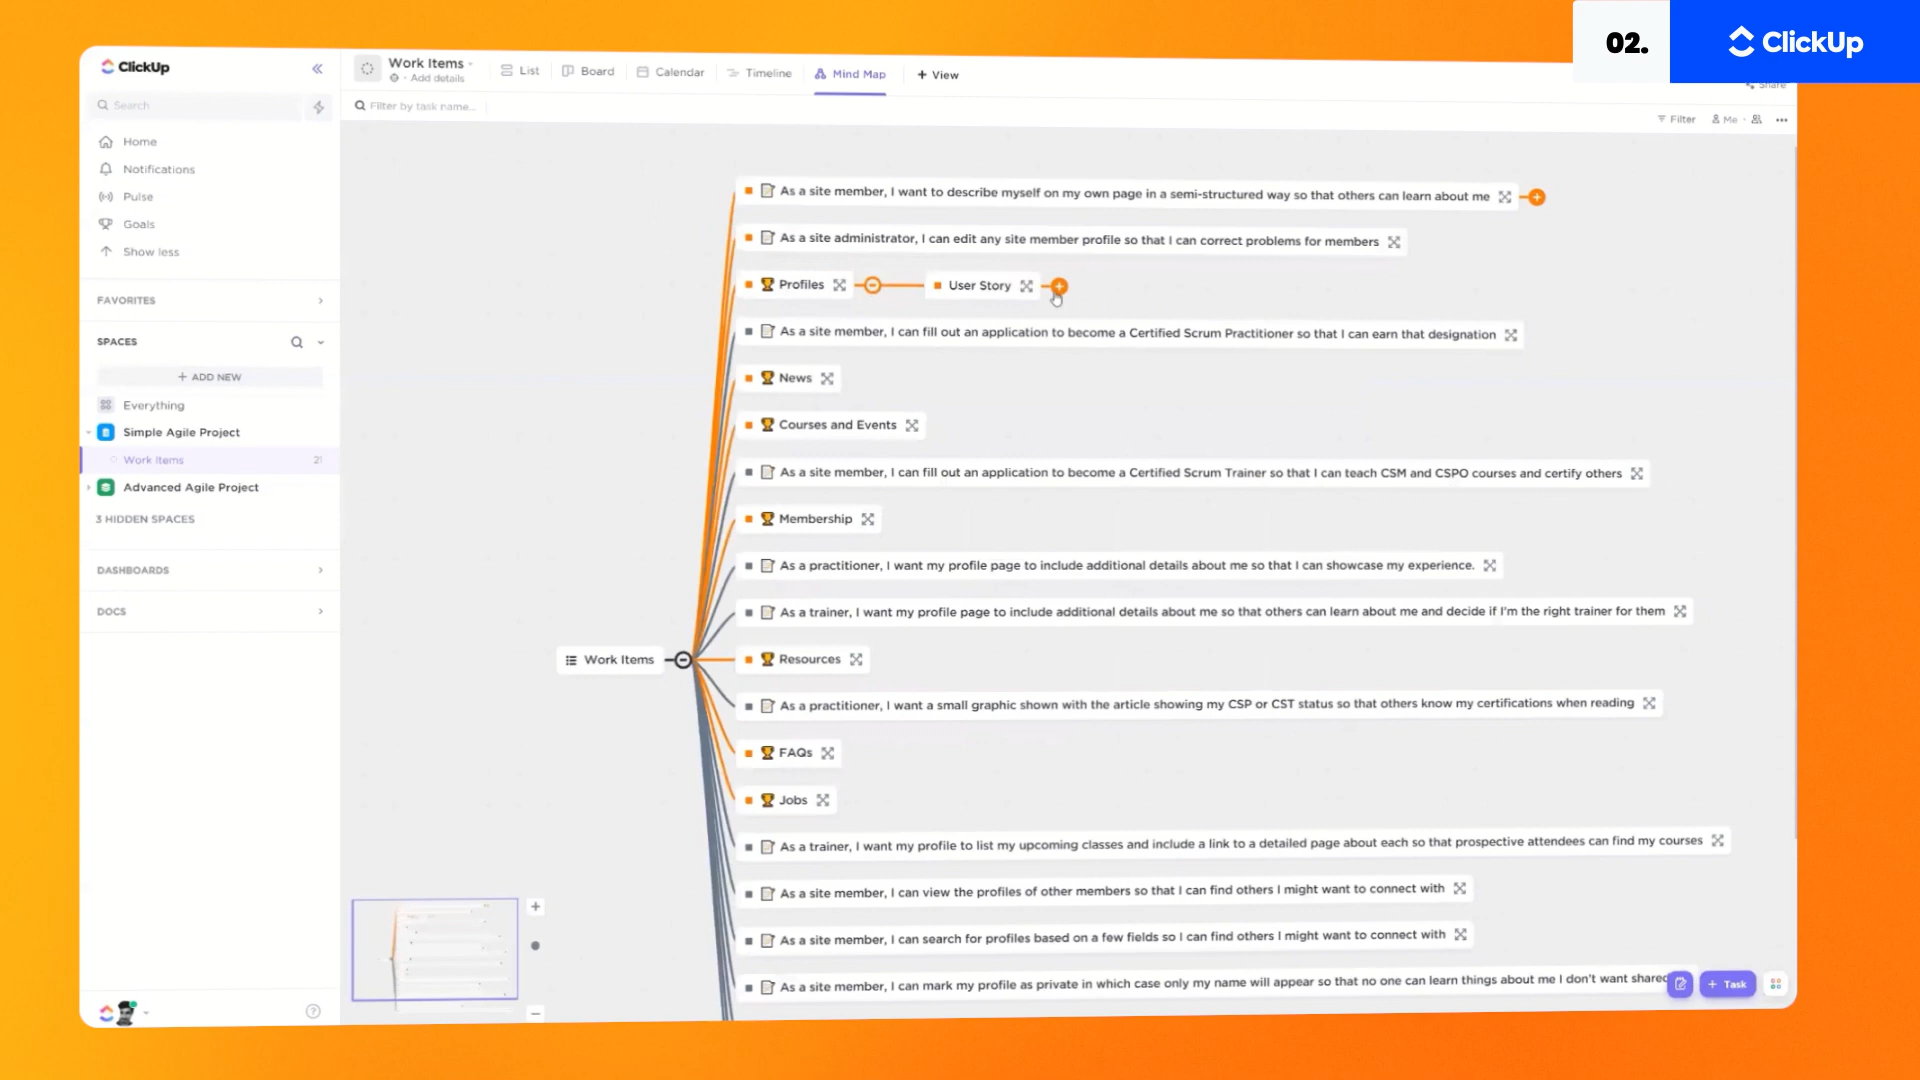 02.
ClickUp
ClickUp
Search
Home
Notifications
Pulse
Goals
Show less
FAVORITES
SPACES
+ ADD NEW
Everything
Simple Agile Project
Work Items 21
Advanced Agile Project
3 HIDDEN SPACES
DASHBOARDS
DOCS
Work Items
Add details
List
Board
Calendar
Timeline
Mind Map
+ View
Share
Filter by task name...
Filter
Me
As a site member, I want to describe myself on my own page in a semi-structured way so that others can learn about me
As a site administrator, I can edit any site member profile so that I can correct problems for members
Profiles
User Story
As a site member, I can fill out an application to become a Certified Scrum Practitioner so that I can earn that designation
News
Courses and Events
As a site member, I can fill out an application to become a Certified Scrum Trainer so that I can teach CSM and CSPO courses and certify others
Membership
As a practitioner, I want my profile page to include additional details about me so that I can showcase my experience.
As a trainer, I want my profile page to include additional details about me so that others can learn about me and decide if I'm the right trainer for them
Work Items
Resources
As a practitioner, I want a small graphic shown with the article showing my CSP or CST status so that others know my certifications when reading
FAQs
Jobs
As a trainer, I want my profile to list my upcoming classes and include a link to a detailed page about each so that prospective attendees can find my courses
As a site member, I can view the profiles of other members so that I can find others I might want to connect with
As a site member, I can search for profiles based on a few fields so I can find others I might want to connect with
As a site member, I can mark my profile as private in which case only my name will appear so that no one can learn things about me I don't want shared
+ Task